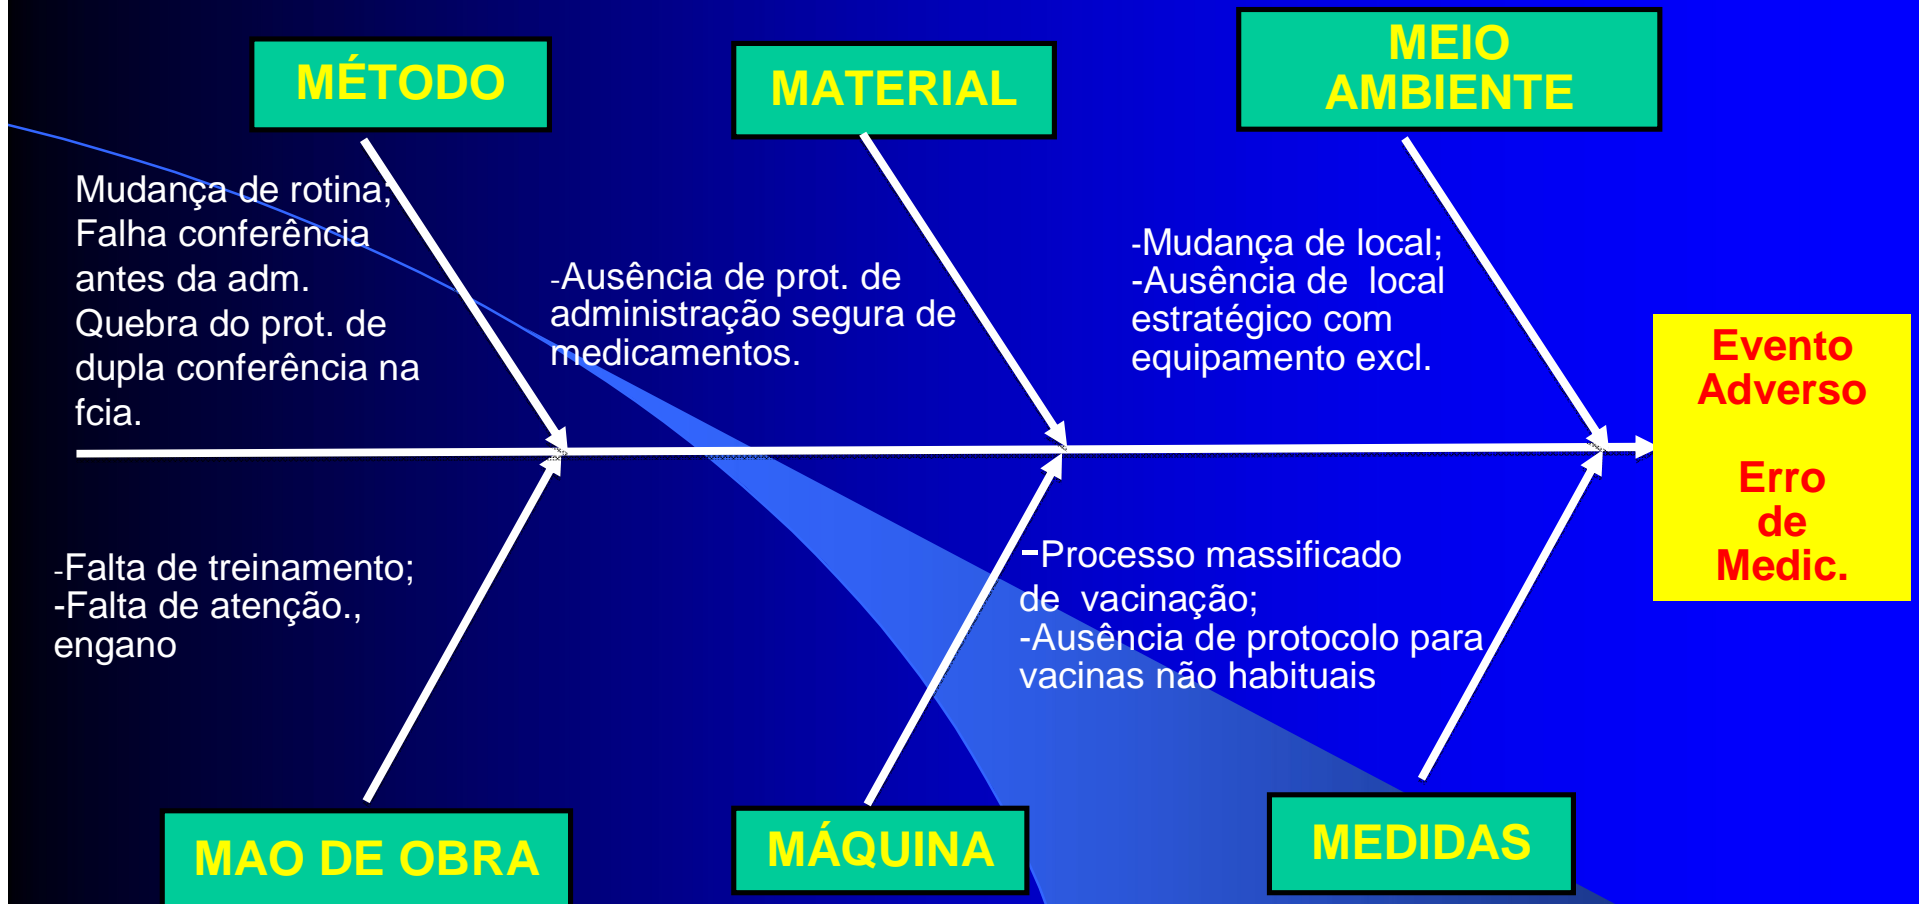 MÉTODO
MATERIAL
MEIO
AMBIENTE
Mudança de rotina;
Falha conferência
antes da adm.
Quebra do prot. de
dupla conferência na
fcia.
-Ausência de prot. de
administração segura de
medicamentos.
-Mudança de local;
-Ausência de  local
estratégico com
equipamento excl.
Evento
Adverso
Erro
de
Medic.
-Falta de treinamento;
-Falta de atenção.,
engano
-Processo massificado
de  vacinação;
-Ausência de protocolo para
vacinas não habituais
MAO DE OBRA
MÁQUINA
MEDIDAS